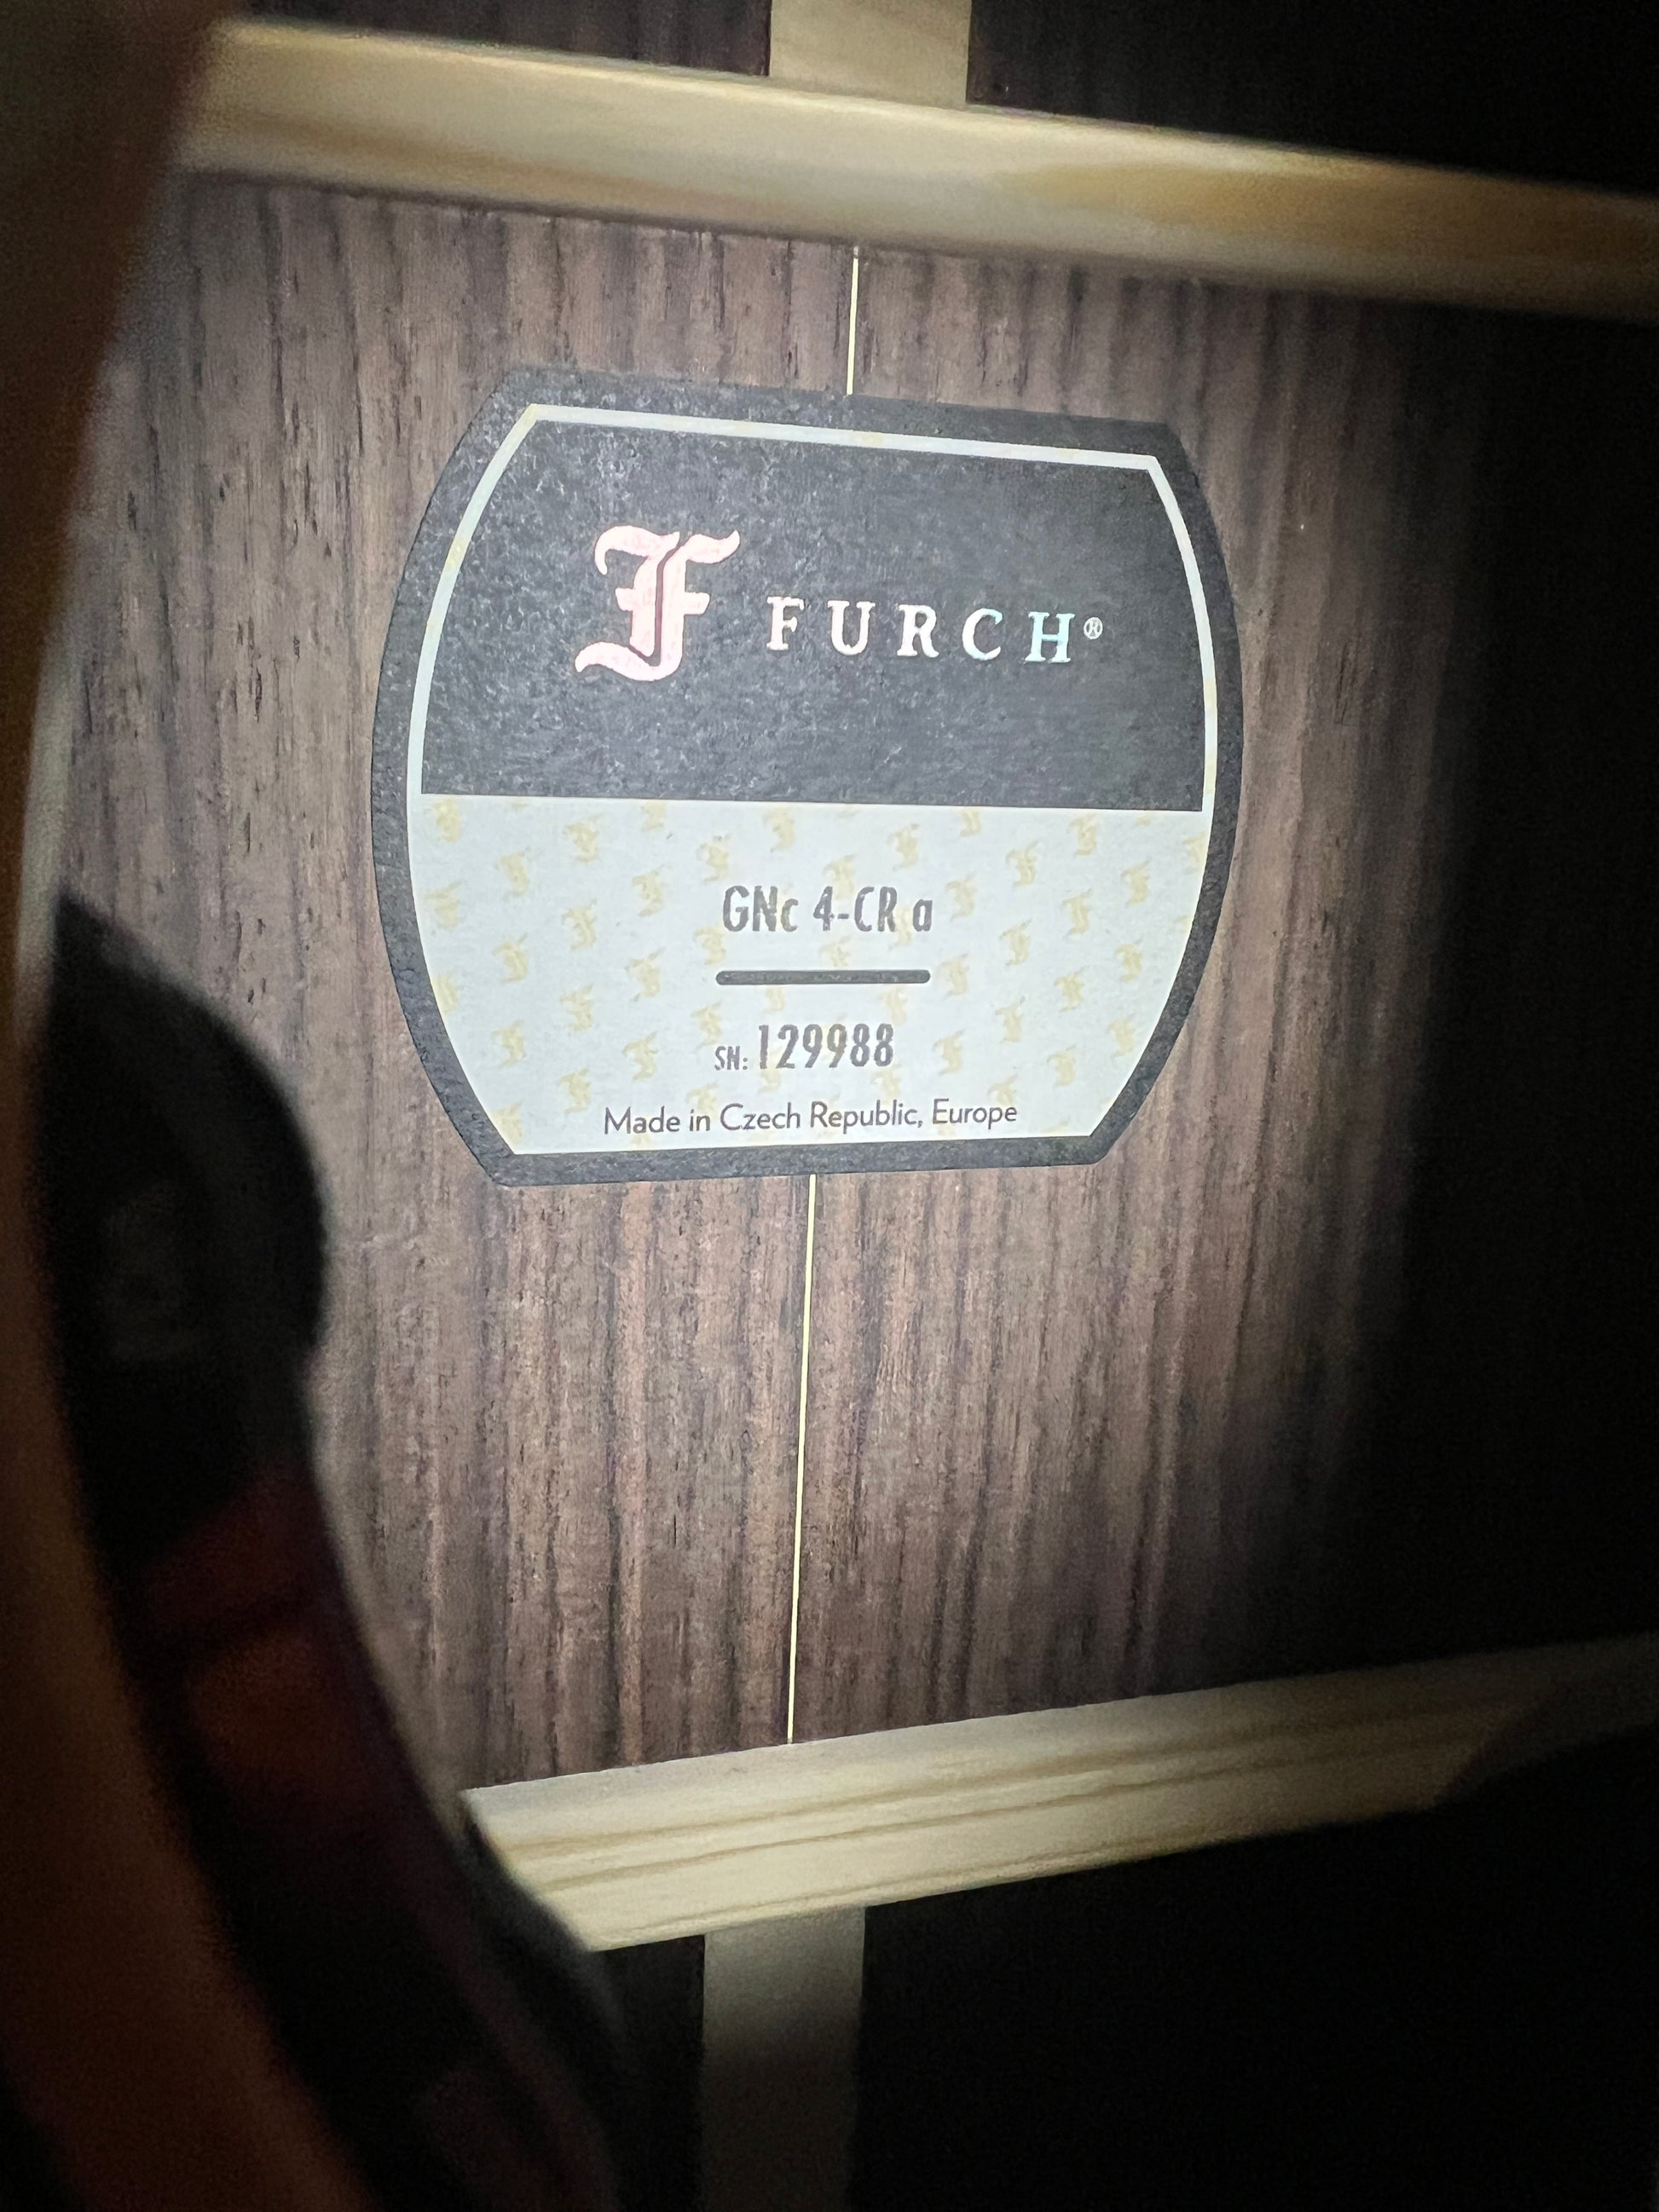 F FURCH®
GNc 4-CR a
SN: 129988
Made in Czech Republic, Europe